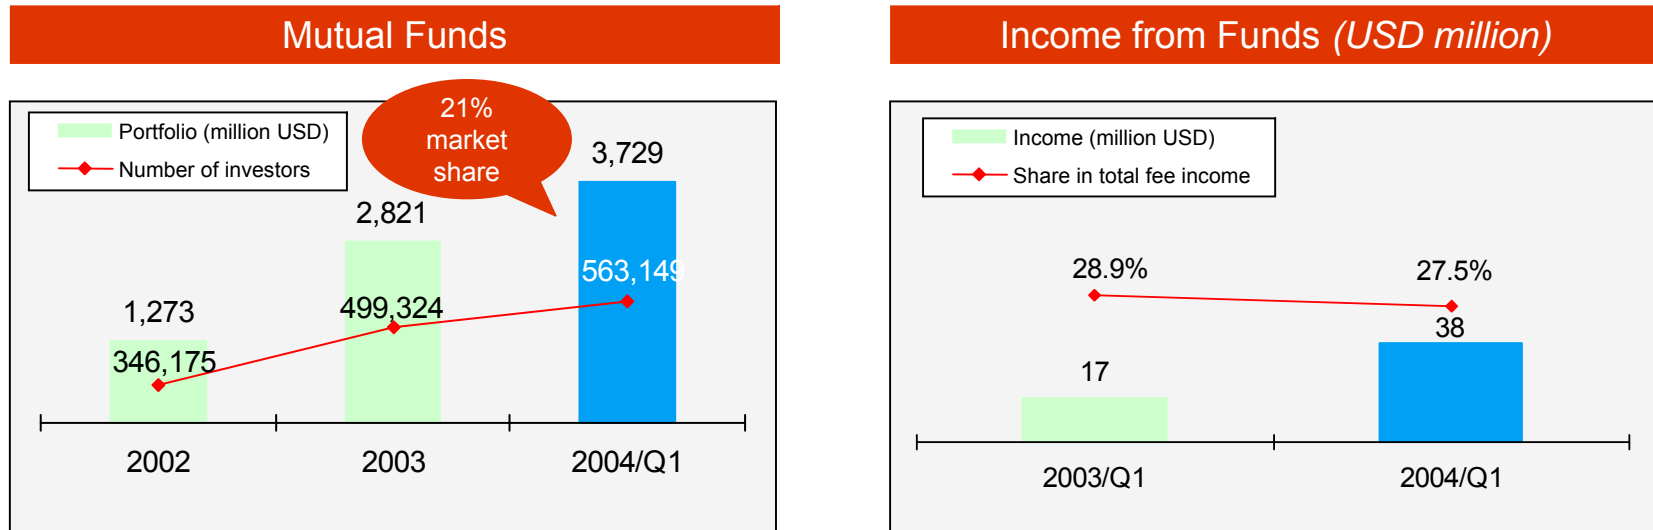 Mutual Funds
Portfolio (million USD)
Number of investors
21%
market
share
3,729
2,821
1,273
563,149
499,324
346,175
2002
2003
2004/Q1
Income from Funds (USD million)
Income (million USD)
Share in total fee income
28.9%
27.5%
38
17
2003/Q1
2004/Q1